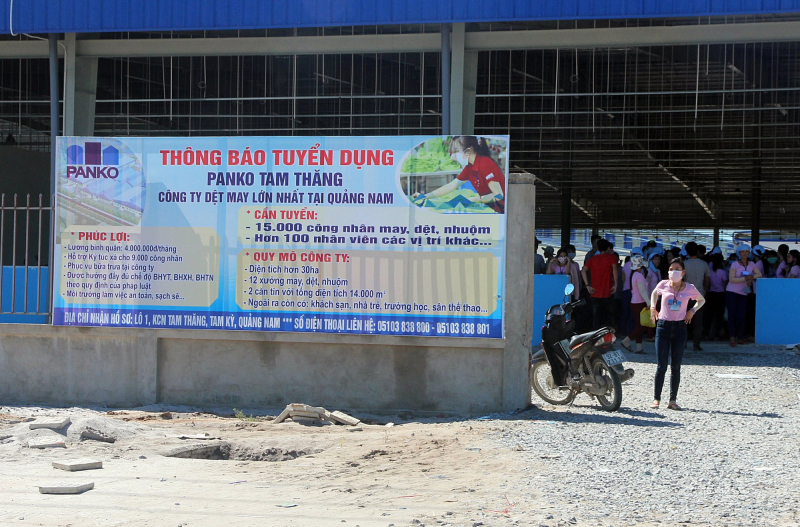 PANKO
THÔNG BÁO TUYỂN DỤNG
PANKO TAM THĂNG
CÔNG TY DỆT MAY LỚN NHẤT TẠI QUẢNG NAM
* CẦN TUYỂN:
- 15.000 công nhân may, dệt, nhuộm
- Hơn 100 nhân viên các vị trí khác...
* PHÚC LỢI:
- Lương bình quân: 4.000.000đ/tháng
- Hỗ trợ Ký túc xá cho 9.000 công nhân
- Phục vụ bữa trưa tại công ty
- Được hưởng đầy đủ chế độ BHYT, BHXH, BHTN
theo quy định của pháp luật
- Môi trường làm việc an toàn, sạch sẽ...
* QUY MÔ CÔNG TY:
- Diện tích hơn 30ha
- 12 xưởng may, dệt, nhuộm
- 2 căn tin với tổng diện tích 14.000 m²
- Ngoài ra còn có: khách sạn, nhà trẻ, trường học, sân thể thao...
ĐỊA CHỈ NHẬN HỒ SƠ: LÔ 1, KCN TAM THĂNG, TAM KỲ, QUẢNG NAM *** SỐ ĐIỆN THOẠI LIÊN HỆ: 05103 838 800 - 05103 838 801